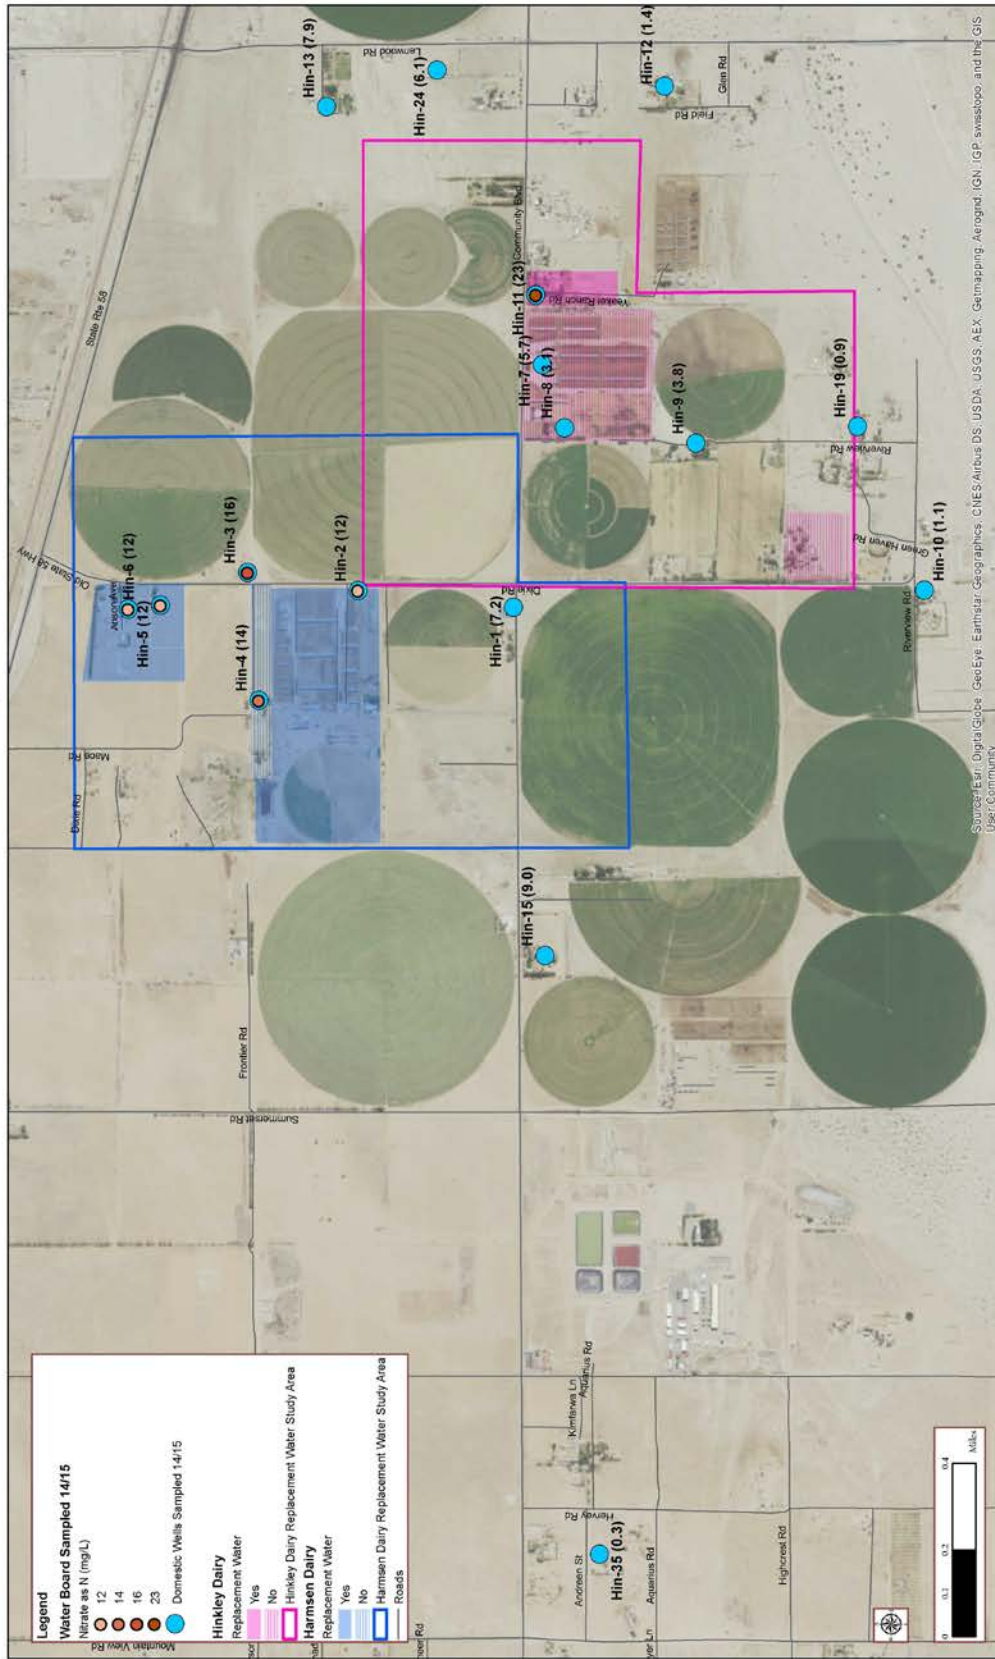 Legend
Water Board Sampled 14/15
Nitrate as N (mg/L)
12
14
16
23
Domestic Wells Sampled 14/15
Hinkley Dairy
Replacement Water
Yes
No
Hinkley Dairy Replacement Water Study Area
Harmsen Dairy
Replacement Water
Yes
No
Harmsen Dairy Replacement Water Study Area
Roads
Mountain View Rd
State Rte 58
Old State 58 Hwy
Lenwood Rd
Hin-13 (7.9)
Hin-24 (6.1)
Hin-12 (1.4)
Glen Rd
Field Rd
Community Blvd
Hin-11 (23)
Yeakel Ranch Rd
Hin-7 (5.7)
Hin-8 (3.1)
Hin-9 (3.8)
Hin-19 (0.9)
Riverview Rd
Green Haven Rd
Hin-10 (1.1)
Riverview Rd
Hin-6 (12)
Hin-5 (12)
Hin-3 (16)
Hin-4 (14)
Hin-2 (12)
Dixie Rd
Hin-1 (7.2)
Dixie Rd
Hin-15 (9.0)
Frontier Rd
Summerset Rd
Aquarius Rd
Hervey Rd
Andreen St
Hin-35 (0.3)
Aquarius Rd
Highcrest Rd
0 0.1 0.2 0.4
Miles
Source: Esri, DigitalGlobe, GeoEye, Earthstar Geographics, CNES/Airbus DS, USDA, USGS, AEX, Getmapping, Aerogrid, IGN, IGP, swisstopo, and the GIS
User Community